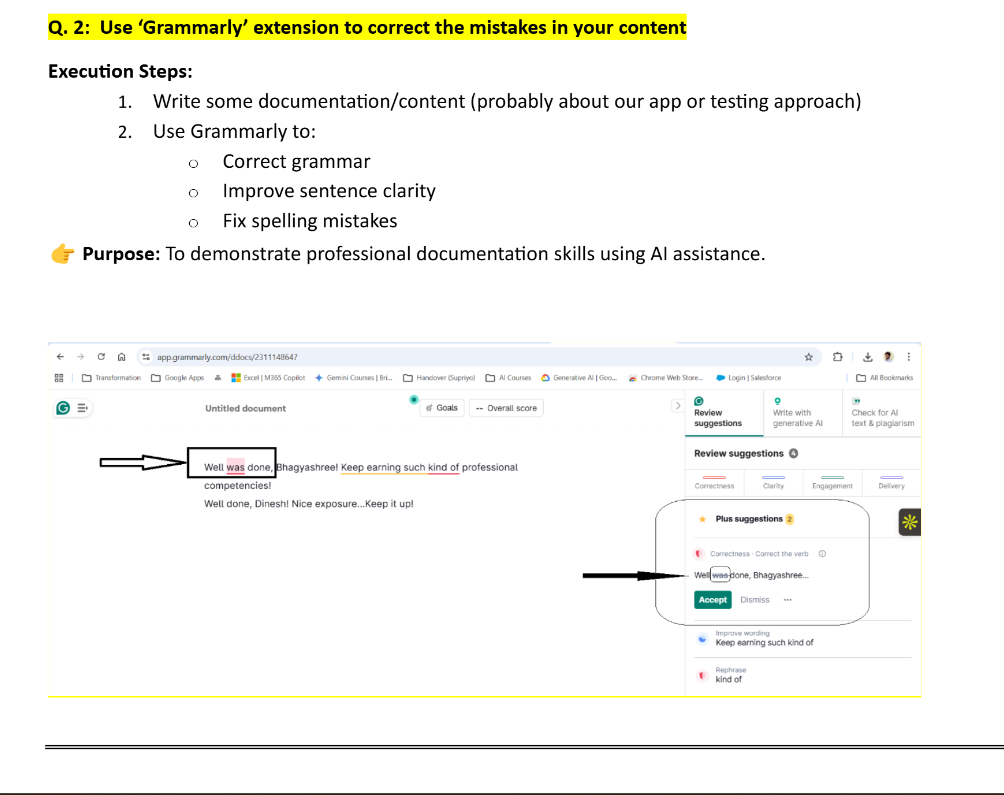 Q. 2: Use ‘Grammarly’ extension to correct the mistakes in your content
Execution Steps:
1. Write some documentation/content (probably about our app or testing approach)
2. Use Grammarly to:
○ Correct grammar
○ Improve sentence clarity
○ Fix spelling mistakes
👉 Purpose: To demonstrate professional documentation skills using AI assistance.
app.grammarly.com/ddocs/2311148647
Transformation Google Apps Excel | M365 Copilot Gemini Courses | Bri... Handover (Supriyo) AI Courses Generative AI | Goo... Chrome Web Store... Login | Salesforce All Bookmarks
Untitled document
Goals
-- Overall score
Review suggestions
Write with generative AI
Check for AI text & plagiarism
Review suggestions 4
Correctness Clarity Engagement Delivery
Well was done, Bhagyashree! Keep earning such kind of professional
competencies!
Well done, Dinesh! Nice exposure...Keep it up!
Plus suggestions 2
Correctness · Correct the verb
Well was done, Bhagyashree...
Accept Dismiss ···
Improve wording
Keep earning such kind of
Rephrase
kind of